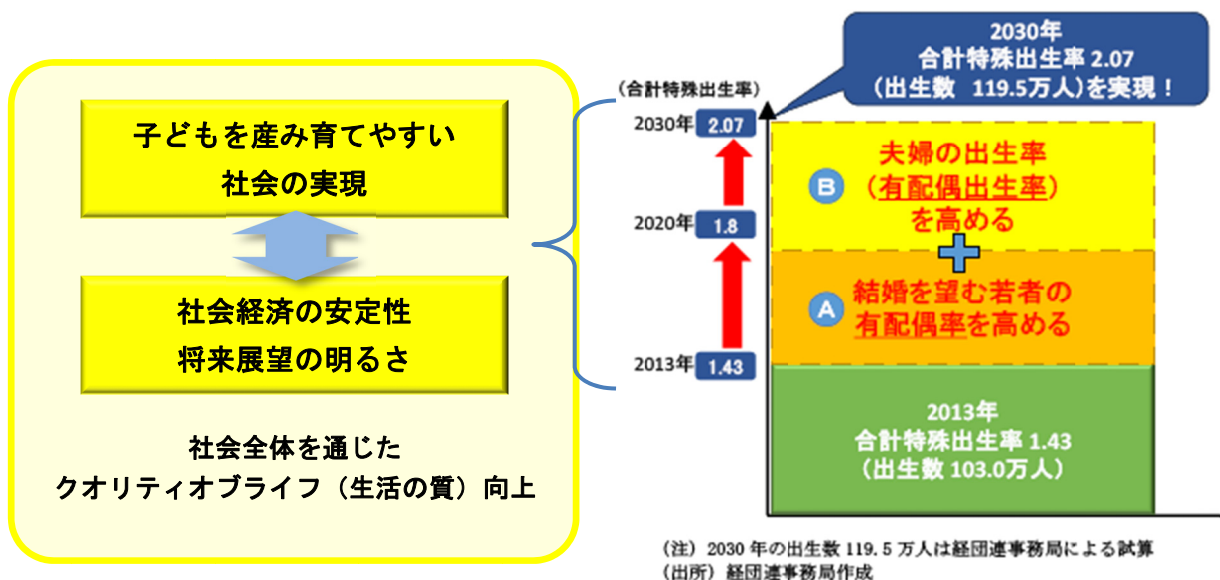 子どもを産み育てやすい
社会の実現
社会経済の安定性
将来展望の明るさ
社会全体を通じた
クオリティオブライフ（生活の質）向上
2030年
合計特殊出生率 2.07
(出生数 119.5万人)を実現！
(合計特殊出生率)
2030年 2.07
2020年 1.8
2013年 1.43
B
夫婦の出生率
(有配偶出生率)
を高める
A
結婚を望む若者の
有配偶率を高める
2013年
合計特殊出生率 1.43
(出生数 103.0万人)
(注) 2030 年の出生数 119.5 万人は経団連事務局による試算
(出所) 経団連事務局作成